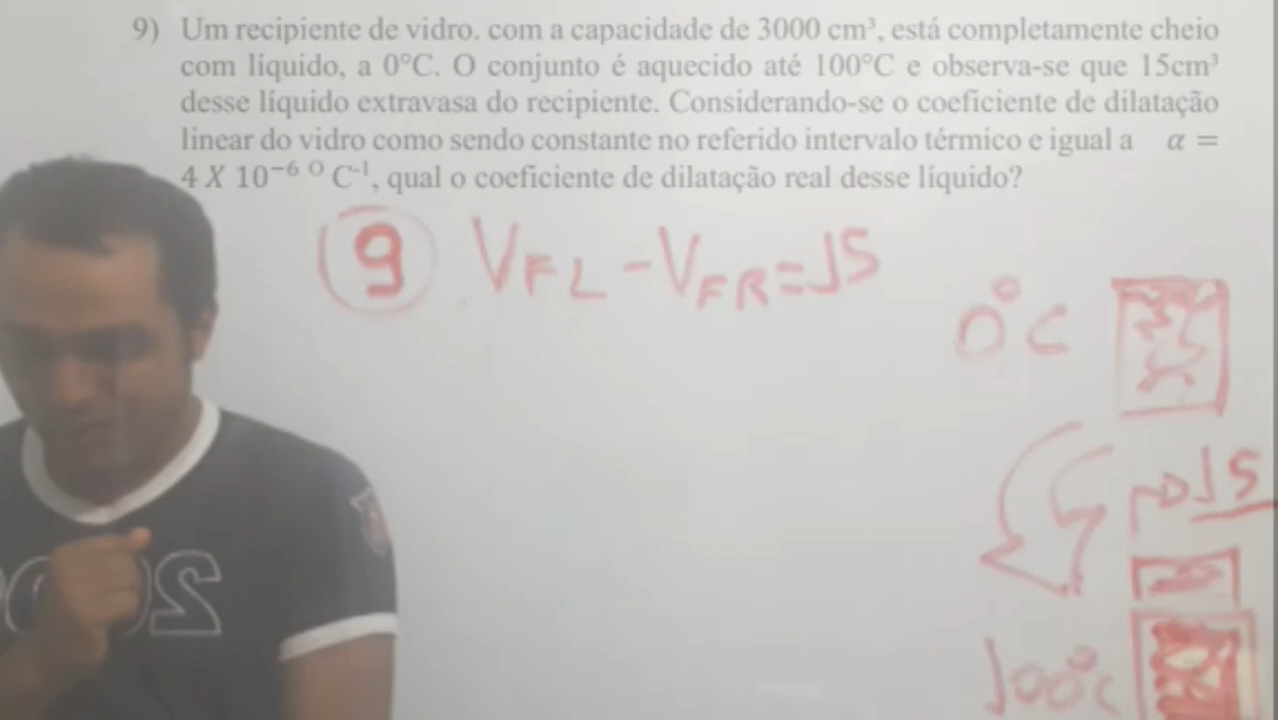 9) Um recipiente de vidro. com a capacidade de 3000 cm³, está completamente cheio
com líquido, a 0°C. O conjunto é aquecido até 100°C e observa-se que 15cm³
desse líquido extravasa do recipiente. Considerando-se o coeficiente de dilatação
linear do vidro como sendo constante no referido intervalo térmico e igual a α =
4 X 10⁻⁶ ᴼ C⁻¹, qual o coeficiente de dilatação real desse líquido?
9 VFL - VFR = 15
0°C
15
100°C